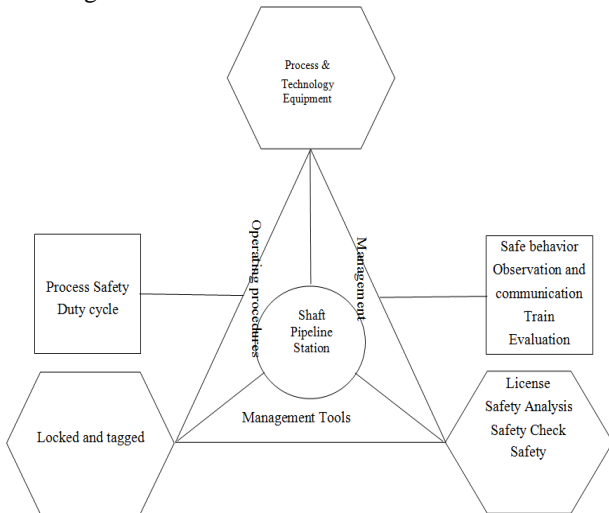 Process &
Technology
Equipment
Operating procedures
Management
Process Safety
Duty cycle
Safe behavior
Observation and
communication
Train
Evaluation
Shaft
Pipeline
Station
Management Tools
Locked and tagged
License
Safety Analysis
Safety Check
Safety